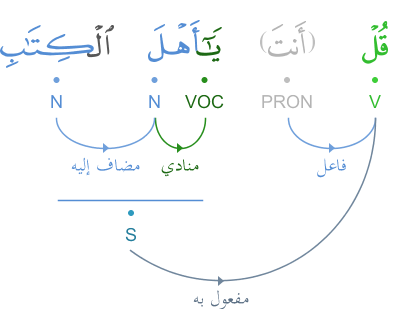 قُلْ (أَنتَ) يَٰٓأَهْلَ ٱلْكِتَٰبِ
V PRON VOC N N
فاعل منادي مضاف إليه
S
مفعول به